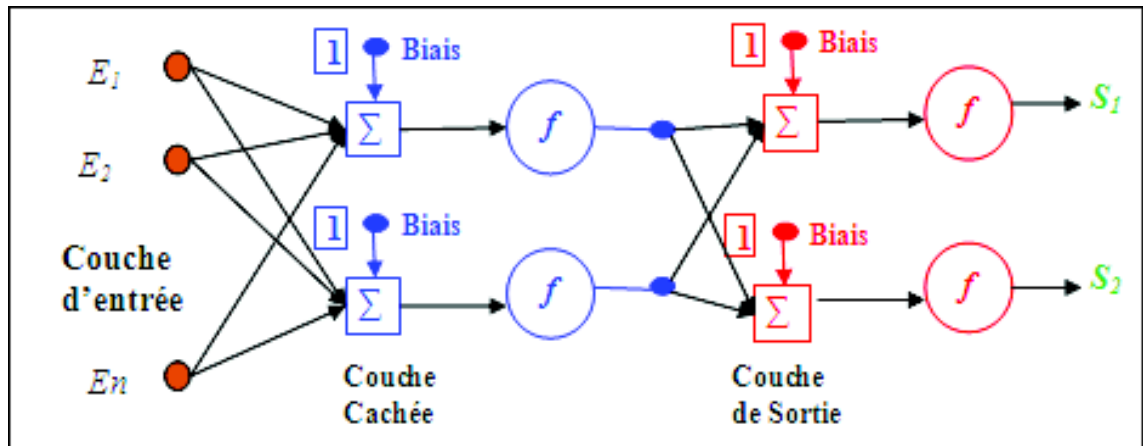 E1
1 Biais
1 Biais
Σ
f
Σ
f
S1
E2
1 Biais
1 Biais
Couche
d’entrée
Σ
f
Σ
f
S2
En
Couche
Cachée
Couche
de Sortie